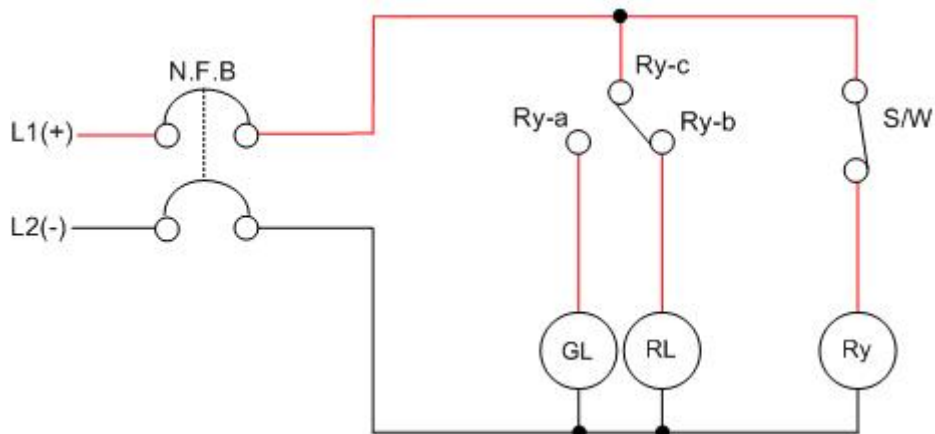 N.F.B
L1(+)
L2(-)
Ry-c
Ry-a
Ry-b
S/W
GL
RL
Ry